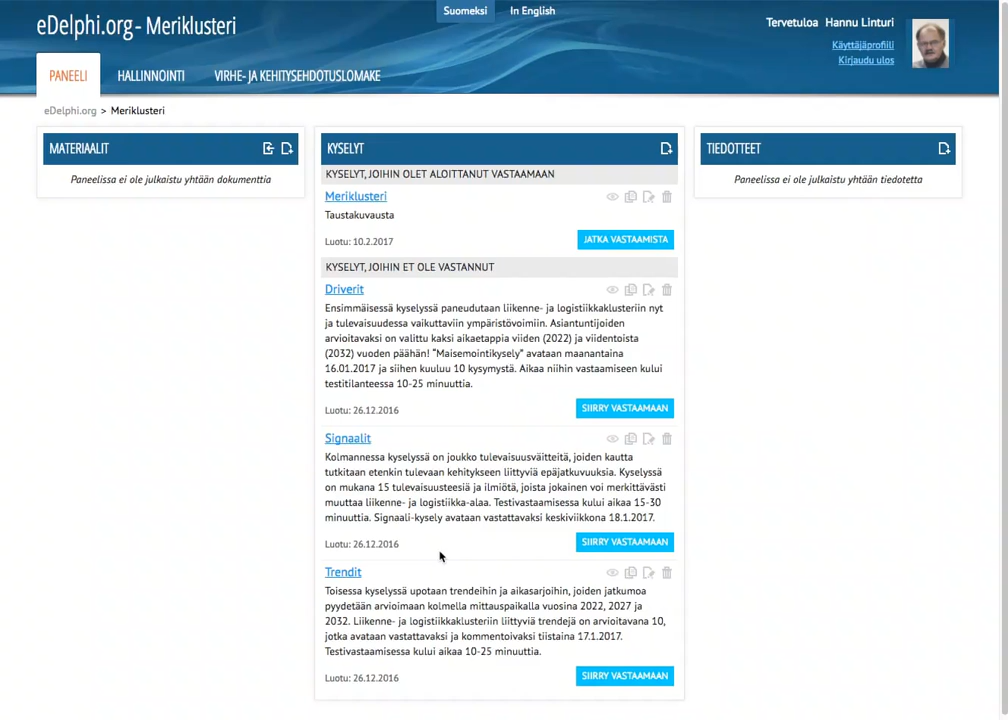 Suomeksi
In English
eDelphi.org - Meriklusteri
Tervetuloa Hannu Linturi
Käyttäjäprofiili
Kirjaudu ulos
PANEELI
HALLINNOINTI
VIRHE- JA KEHITYSEHDOTUSLOMAKE
eDelphi.org > Meriklusteri
MATERIAALIT
Paneelissa ei ole julkaistu yhtään dokumenttia
KYSELYT
KYSELYT, JOIHIN OLET ALOITTANUT VASTAAMAAN
Meriklusteri
Taustakuvausta
Luotu: 10.2.2017
JATKA VASTAAMISTA
KYSELYT, JOIHIN ET OLE VASTANNUT
Driverit
Ensimmäisessä kyselyssä paneudutaan liikenne- ja logistiikkaklusteriin nyt
ja tulevaisuudessa vaikuttaviin ympäristövoimiin. Asiantuntijoiden
arvioitavaksi on valittu kaksi aikaetappia viiden (2022) ja viidentoista
(2032) vuoden päähän! "Maisemointikysely" avataan maanantaina
16.01.2017 ja siihen kuuluu 10 kysymystä. Aikaa niihin vastaamiseen kului
testitilanteessa 10-25 minuuttia.
Luotu: 26.12.2016
SIIRRY VASTAAMAAN
Signaalit
Kolmannessa kyselyssä on joukko tulevaisuusväitteitä, joiden kautta
tutkitaan etenkin tulevaan kehitykseen liittyviä epäjatkuvuuksia. Kyselyssä
on mukana 15 tulevaisuusteesiä ja ilmiötä, joista jokainen voi merkittävästi
muuttaa liikenne- ja logistiikka-alaa. Testivastaamisessa kului aikaa 15-30
minuuttia. Signaali-kysely avataan vastattavaksi keskiviikkona 18.1.2017.
Luotu: 26.12.2016
SIIRRY VASTAAMAAN
Trendit
Toisessa kyselyssä upotaan trendeihin ja aikasarjoihin, joiden jatkumoa
pyydetään arvioimaan kolmella mittauspaikalla vuosina 2022, 2027 ja
2032. Liikenne- ja logistiikkaklusteriin liittyviä trendejä on arvioitavana 10,
jotka avataan vastattavaksi ja kommentoivaksi tiistaina 17.1.2017.
Testivastaamisessa kului aikaa 10-25 minuuttia.
Luotu: 26.12.2016
SIIRRY VASTAAMAAN
TIEDOTTEET
Paneelissa ei ole julkaistu yhtään tiedotetta